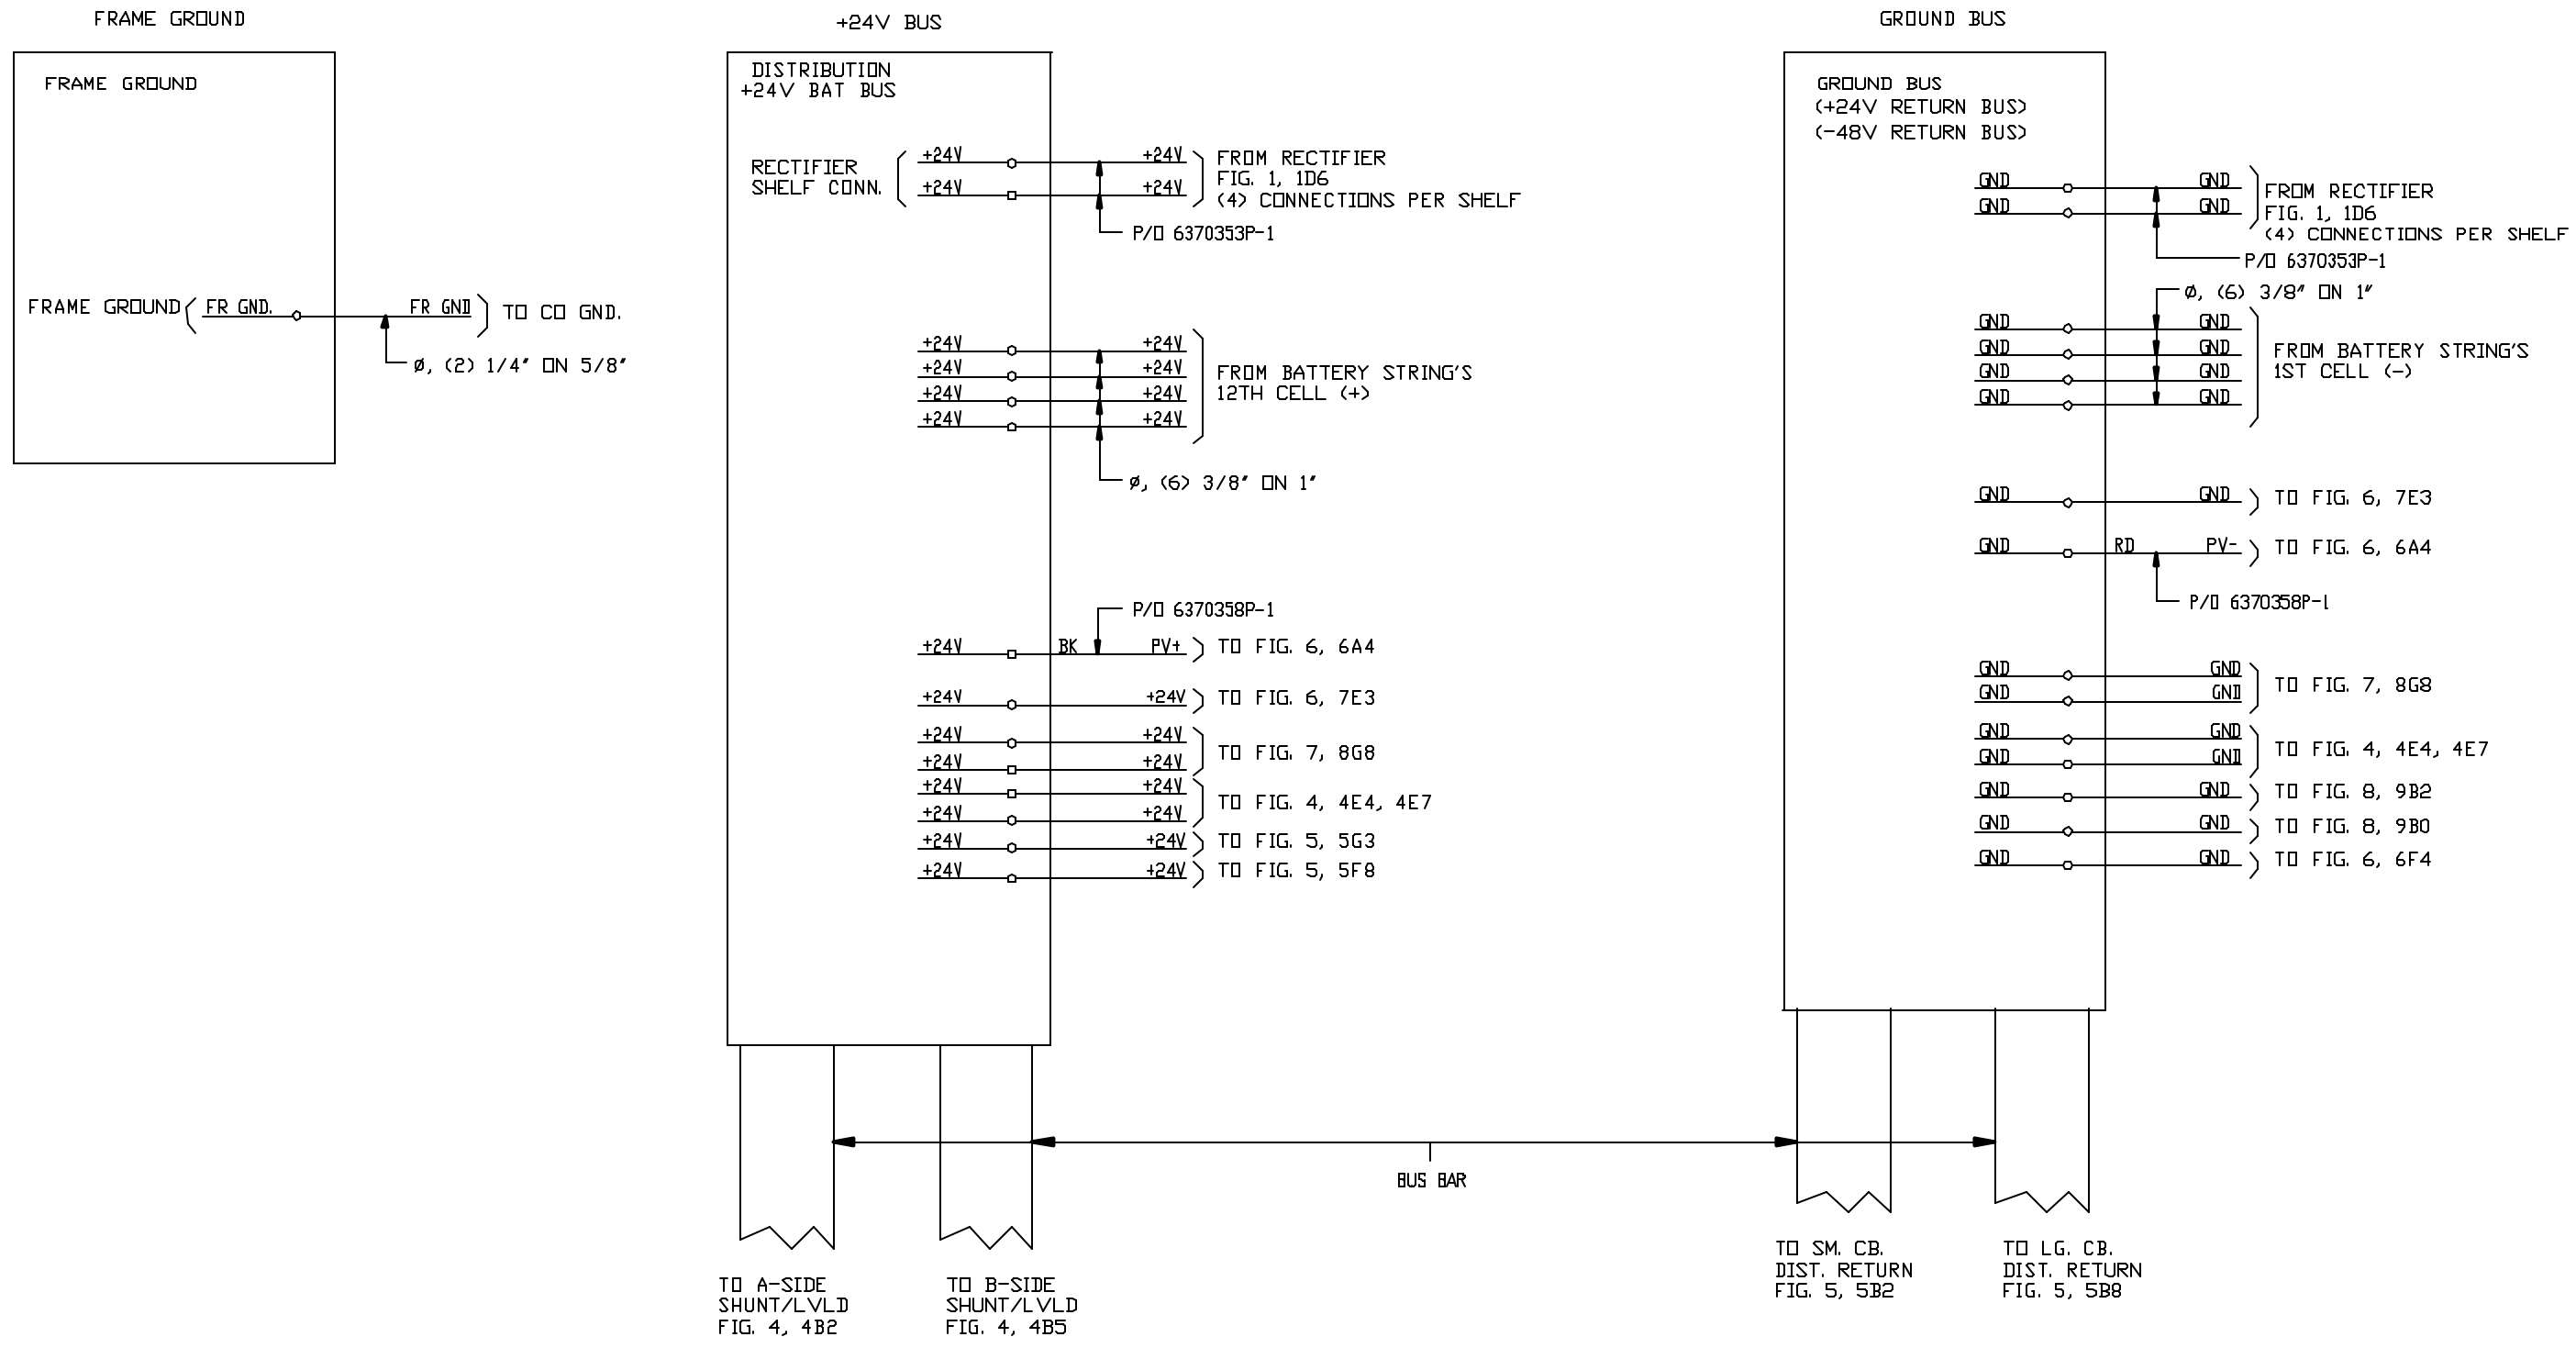 FRAME GROUND
FRAME GROUND
FRAME GROUND
FR GND.
FR GND
TO CO GND.
Ø, (2) 1/4" ON 5/8"
+24V BUS
DISTRIBUTION
+24V BAT BUS
RECTIFIER
SHELF CONN.
+24V
+24V
+24V
+24V
FROM RECTIFIER
FIG. 1, 1D6
(4) CONNECTIONS PER SHELF
P/O 6370353P-1
+24V
+24V
+24V
+24V
+24V
+24V
+24V
+24V
FROM BATTERY STRING'S
12TH CELL (+)
Ø, (6) 3/8" ON 1"
P/O 6370358P-1
+24V
BK
PV+
TO FIG. 6, 6A4
+24V
+24V
TO FIG. 6, 7E3
+24V
+24V
+24V
+24V
TO FIG. 7, 8G8
+24V
+24V
+24V
+24V
TO FIG. 4, 4E4, 4E7
+24V
+24V
TO FIG. 5, 5G3
+24V
+24V
TO FIG. 5, 5F8
BUS BAR
TO A-SIDE
SHUNT/LVLD
FIG. 4, 4B2
TO B-SIDE
SHUNT/LVLD
FIG. 4, 4B5
GROUND BUS
GROUND BUS
(+24V RETURN BUS)
(-48V RETURN BUS)
GND
GND
GND
GND
FROM RECTIFIER
FIG. 1, 1D6
(4) CONNECTIONS PER SHELF
P/O 6370353P-1
Ø, (6) 3/8" ON 1"
GND
GND
GND
GND
GND
GND
GND
GND
FROM BATTERY STRING'S
1ST CELL (-)
GND
GND
TO FIG. 6, 7E3
GND
RD
PV-
TO FIG. 6, 6A4
P/O 6370358P-1
GND
GND
GND
GND
TO FIG. 7, 8G8
GND
GND
GND
GND
TO FIG. 4, 4E4, 4E7
GND
GND
TO FIG. 8, 9B2
GND
GND
TO FIG. 8, 9B0
GND
GND
TO FIG. 6, 6F4
TO SM. CB.
DIST. RETURN
FIG. 5, 5B2
TO LG. CB.
DIST. RETURN
FIG. 5, 5B8